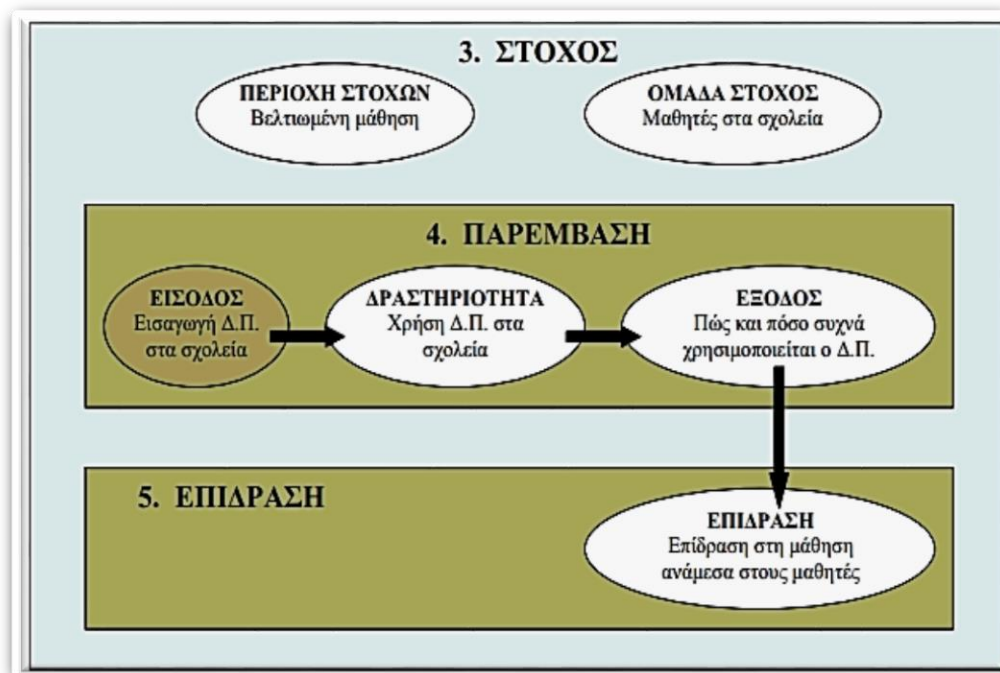 3. ΣΤΟΧΟΣ
ΠΕΡΙΟΧΗ ΣΤΟΧΩΝ
Βελτιωμένη μάθηση
ΟΜΑΔΑ ΣΤΟΧΟΣ
Μαθητές στα σχολεία
4. ΠΑΡΕΜΒΑΣΗ
ΕΙΣΟΔΟΣ
Εισαγωγή Δ.Π.
στα σχολεία
ΔΡΑΣΤΗΡΙΟΤΗΤΑ
Χρήση Δ.Π. στα
σχολεία
ΕΞΟΔΟΣ
Πώς και πόσο συχνά
χρησιμοποιείται ο Δ.Π.
5. ΕΠΙΔΡΑΣΗ
ΕΠΙΔΡΑΣΗ
Επίδραση στη μάθηση
ανάμεσα στους μαθητές